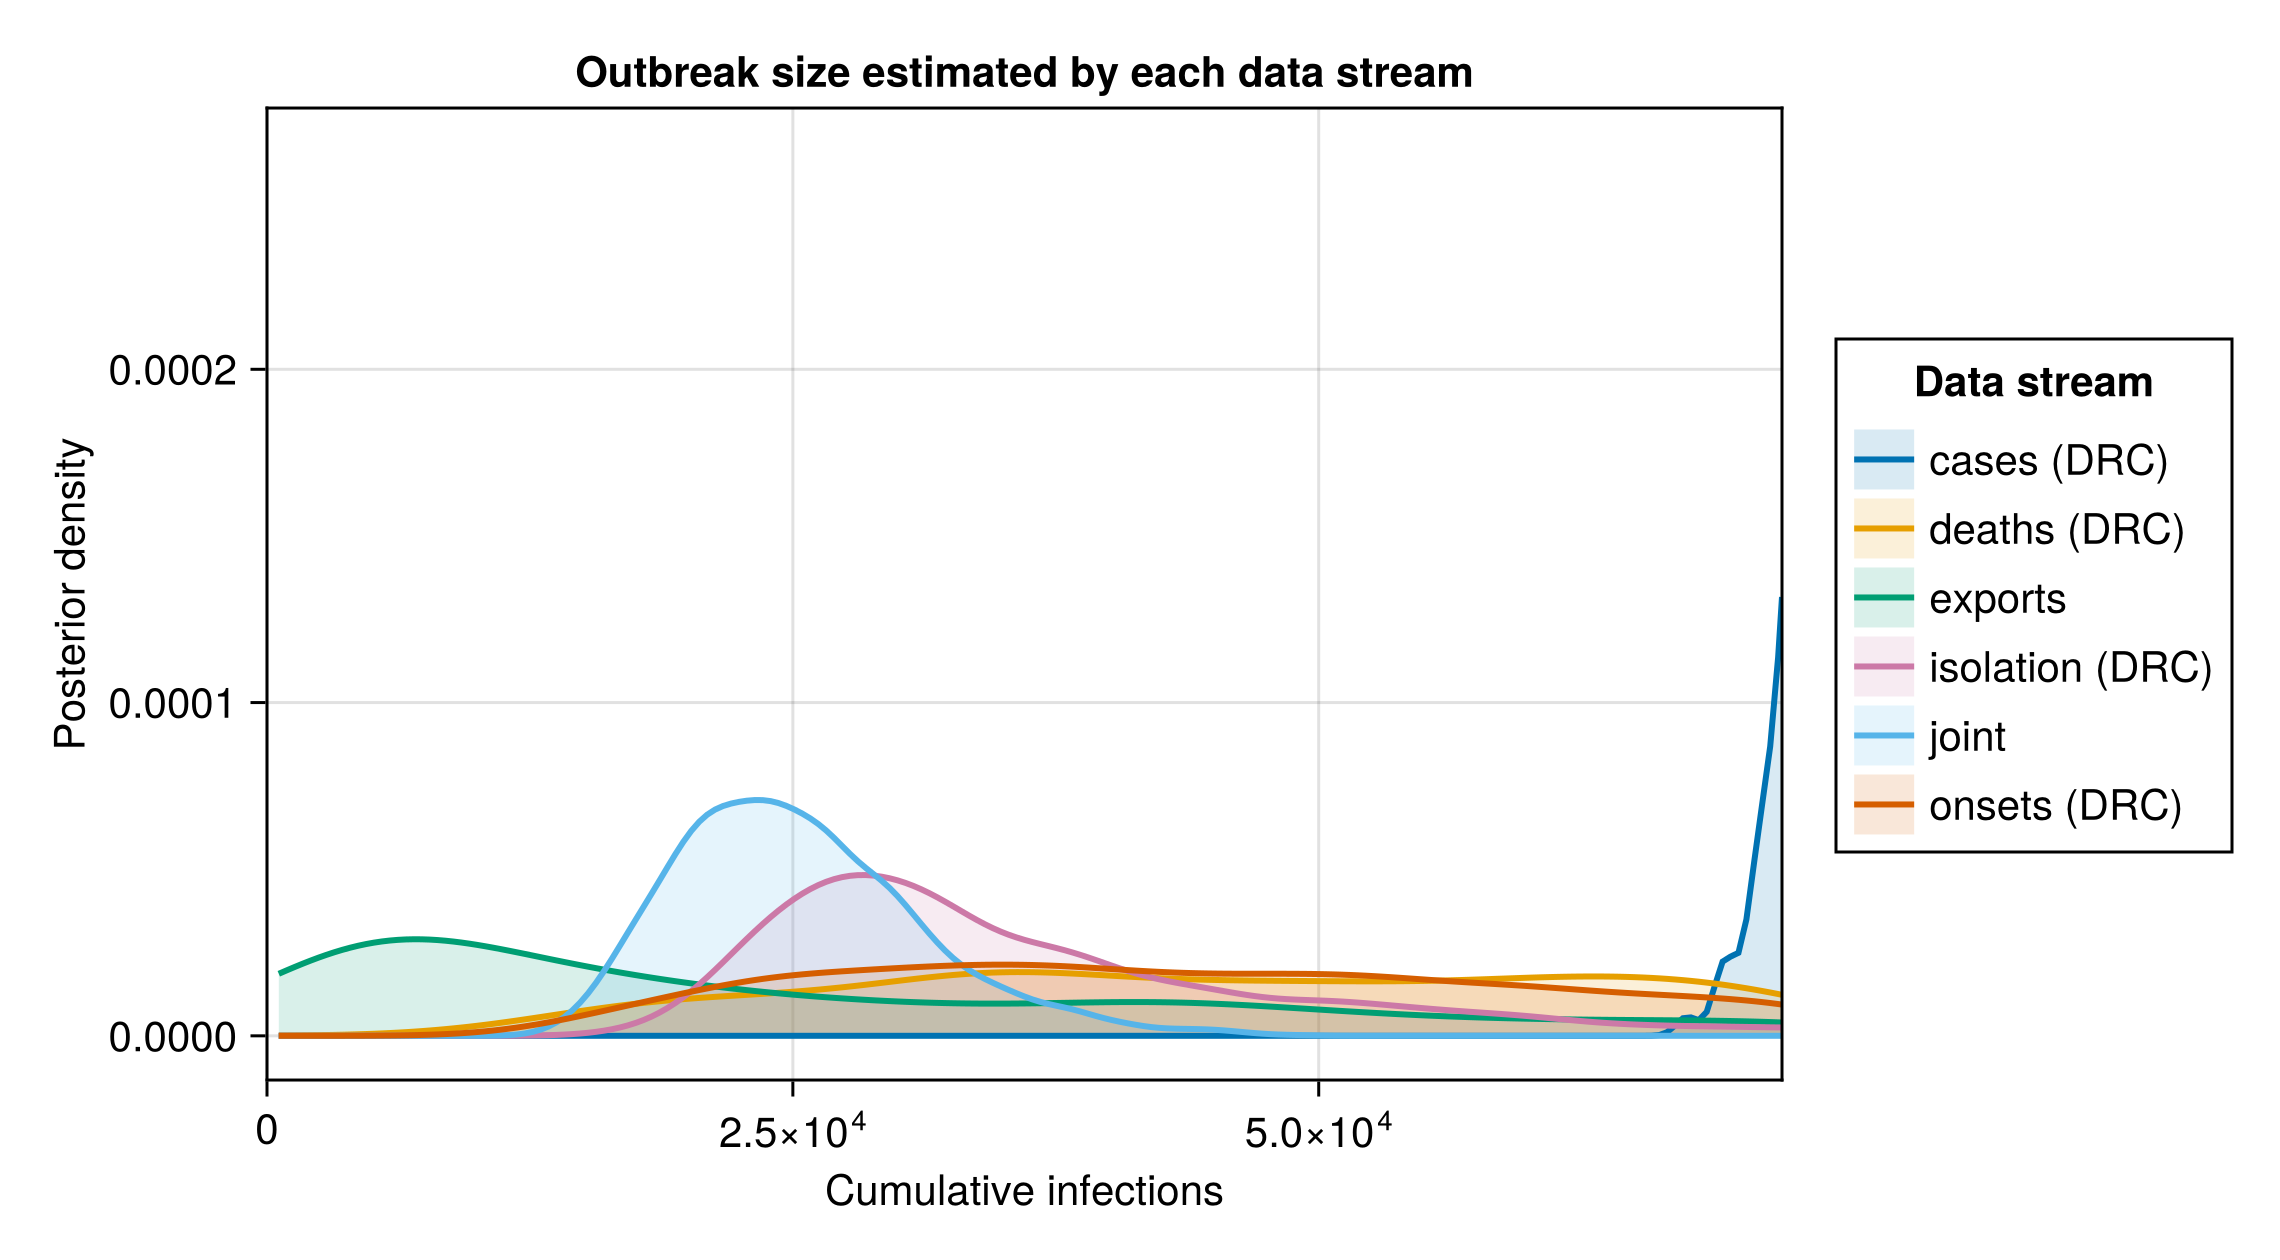 Outbreak size estimated by each data stream
Posterior density
0.0002
0.0001
0.0000
0
2.5×10⁴
5.0×10⁴
Cumulative infections
Data stream
cases (DRC)
deaths (DRC)
exports
isolation (DRC)
joint
onsets (DRC)